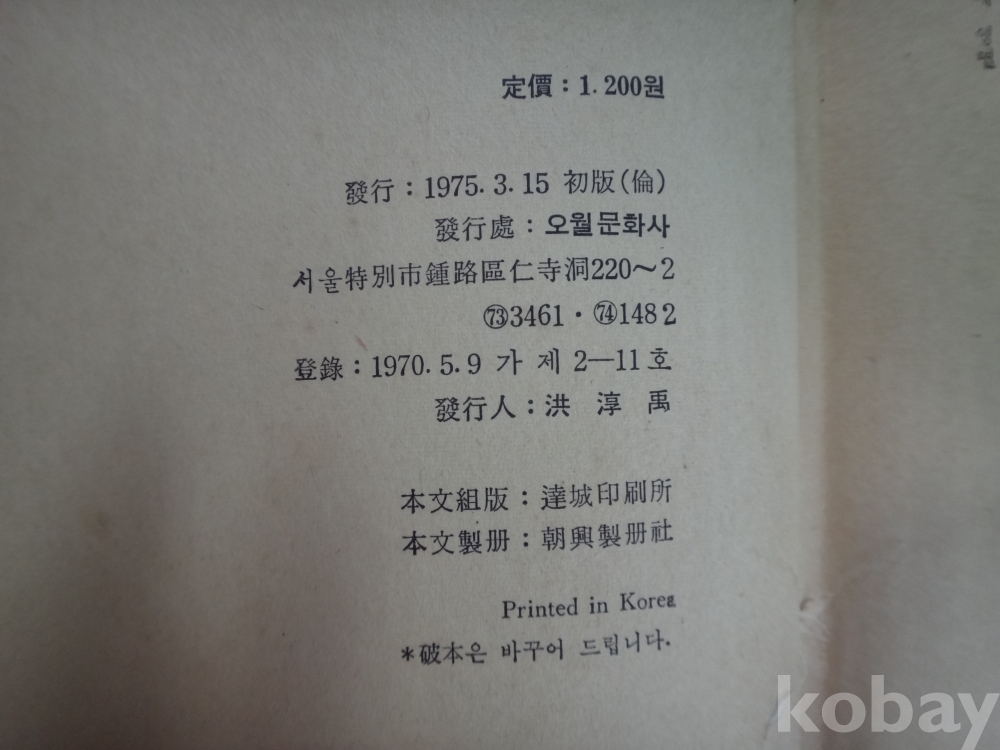 定價 : 1. 200원
發行 : 1975. 3. 15 初版(倫)
發行處 : 오월문화사
서울特別市鍾路區仁寺洞220〜2
㉓3461 · ㉔1482
登錄 : 1970. 5. 9 가 제 2—11호
發行人 : 洪 淳 禹
本文組版 : 達城印刷所
本文製册 : 朝興製册社
Printed in Korea
*破本은 바꾸어 드립니다.
kobay